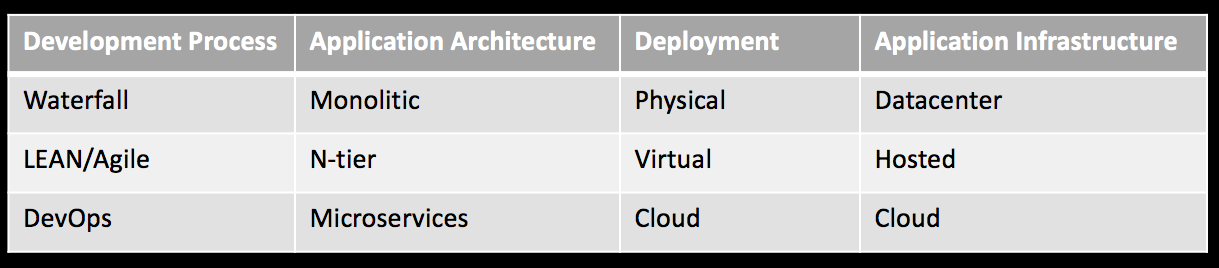 Development Process Application Architecture Deployment Application Infrastructure
Waterfall Monolitic Physical Datacenter
LEAN/Agile N-tier Virtual Hosted
DevOps Microservices Cloud Cloud